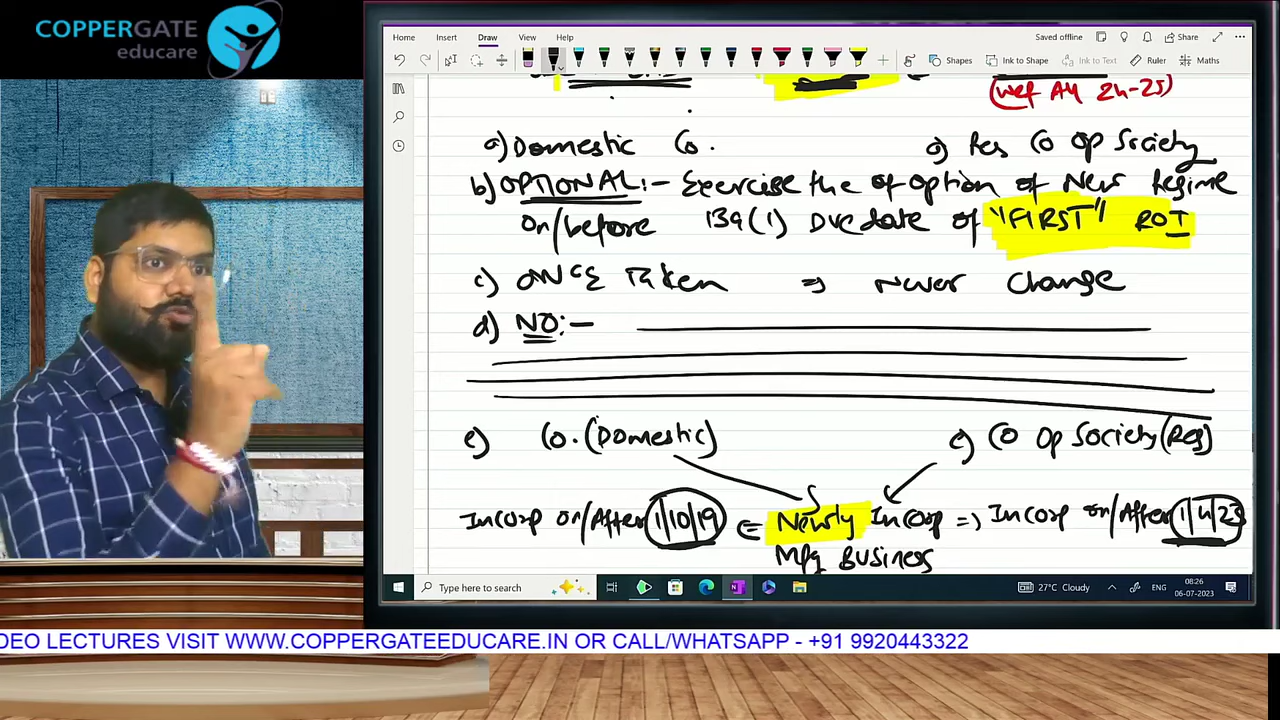 COPPERGATE
educare
Home Insert Draw View Help
Saved offline
Share
Shapes
Ink to Shape
Ink to Text
Ruler
Maths
(wef AY 24-25)
a) Domestic Co.
a) Res Co Op Society
b) OPTIONAL:- Exercise the of option of New Regime
on/before 139(1) Due date of "FIRST" ROI
c) ONCE Taken ⇒ Never Change
d) NO:-
e) Co. (Domestic)
e) Co Op Society (Res)
Incorp on/After 1/10/19 ⇐ Newly Incorp ⇒ Incorp on/After 1/4/23
Mfg Business
Type here to search
27°C Cloudy
ENG
08:26
06-07-2023
DEO LECTURES VISIT WWW.COPPERGATEEDUCARE.IN OR CALL/WHATSAPP - +91 9920443322